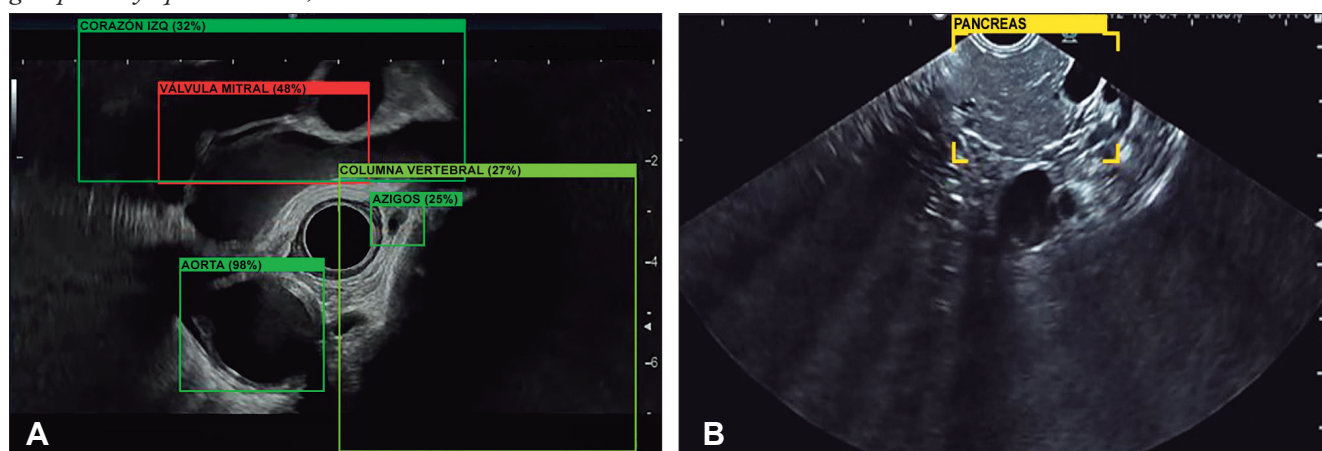 CORAZÓN IZQ (32%)
VÁLVULA MITRAL (48%)
COLUMNA VERTEBRAL (27%)
AZIGOS (25%)
AORTA (98%)
-2
-4
-6
A
PANCREAS
B